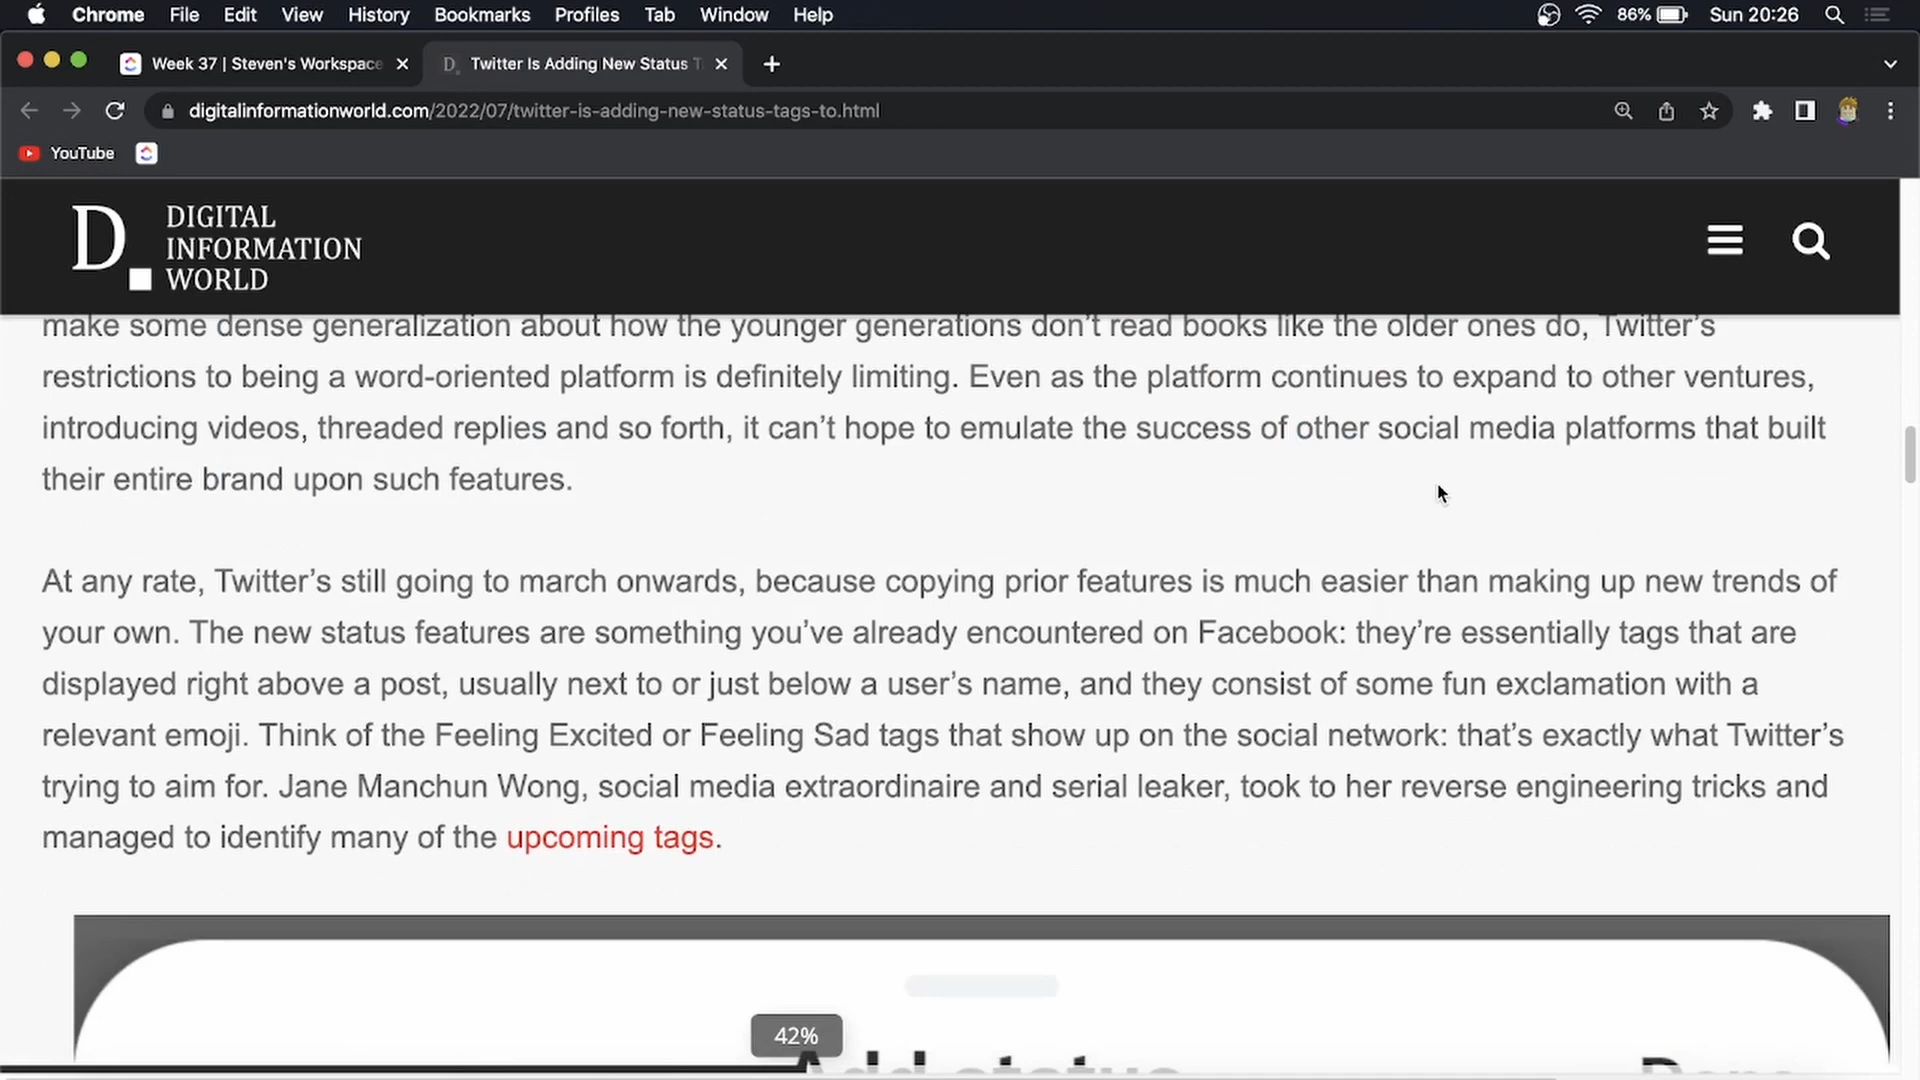 Chrome File Edit View History Bookmarks Profiles Tab Window Help 86% Sun 20:26
Week 37 | Steven's Workspace
Twitter Is Adding New Status T
digitalinformationworld.com/2022/07/twitter-is-adding-new-status-tags-to.html
YouTube
D.
DIGITAL
INFORMATION
WORLD
make some dense generalization about how the younger generations don’t read books like the older ones do, Twitter’s
restrictions to being a word-oriented platform is definitely limiting. Even as the platform continues to expand to other ventures,
introducing videos, threaded replies and so forth, it can’t hope to emulate the success of other social media platforms that built
their entire brand upon such features.
At any rate, Twitter’s still going to march onwards, because copying prior features is much easier than making up new trends of
your own. The new status features are something you’ve already encountered on Facebook: they’re essentially tags that are
displayed right above a post, usually next to or just below a user’s name, and they consist of some fun exclamation with a
relevant emoji. Think of the Feeling Excited or Feeling Sad tags that show up on the social network: that’s exactly what Twitter’s
trying to aim for. Jane Manchun Wong, social media extraordinaire and serial leaker, took to her reverse engineering tricks and
managed to identify many of the upcoming tags.
42%
Add status Done